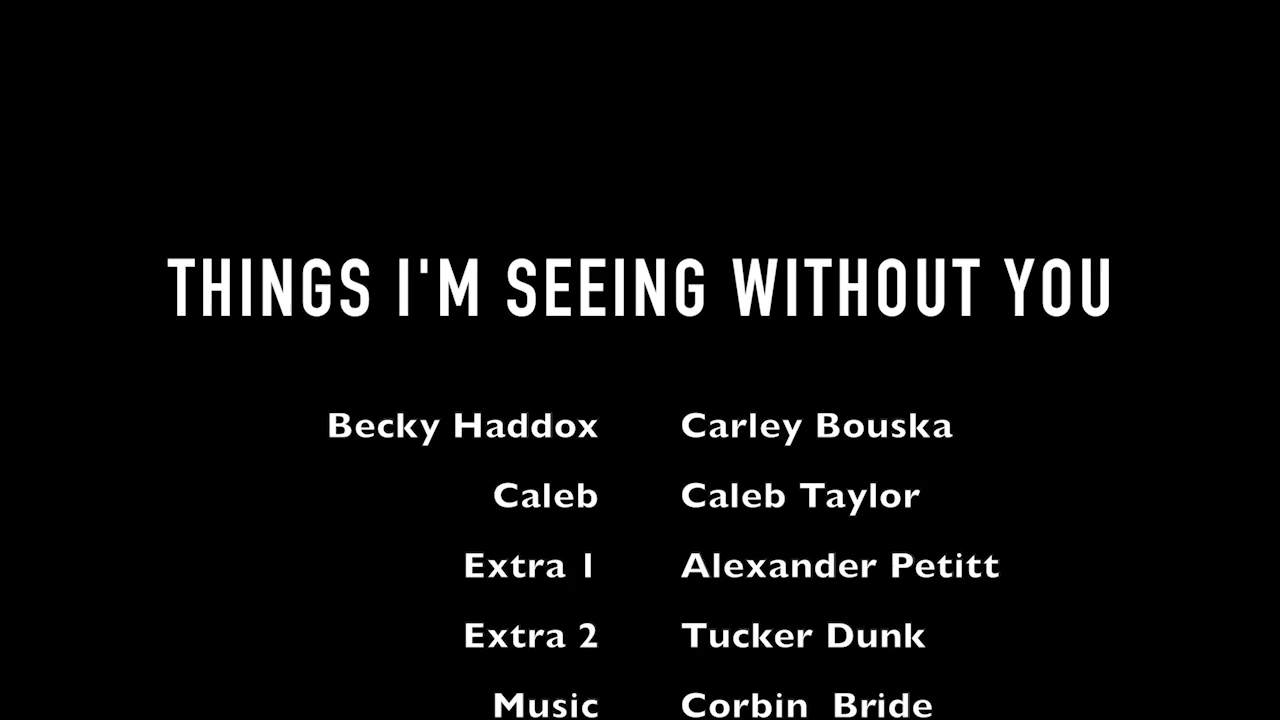 THINGS I'M SEEING WITHOUT YOU
Becky Haddox Carley Bouska
Caleb Caleb Taylor
Extra 1 Alexander Petitt
Extra 2 Tucker Dunk
Music Corbin Bride